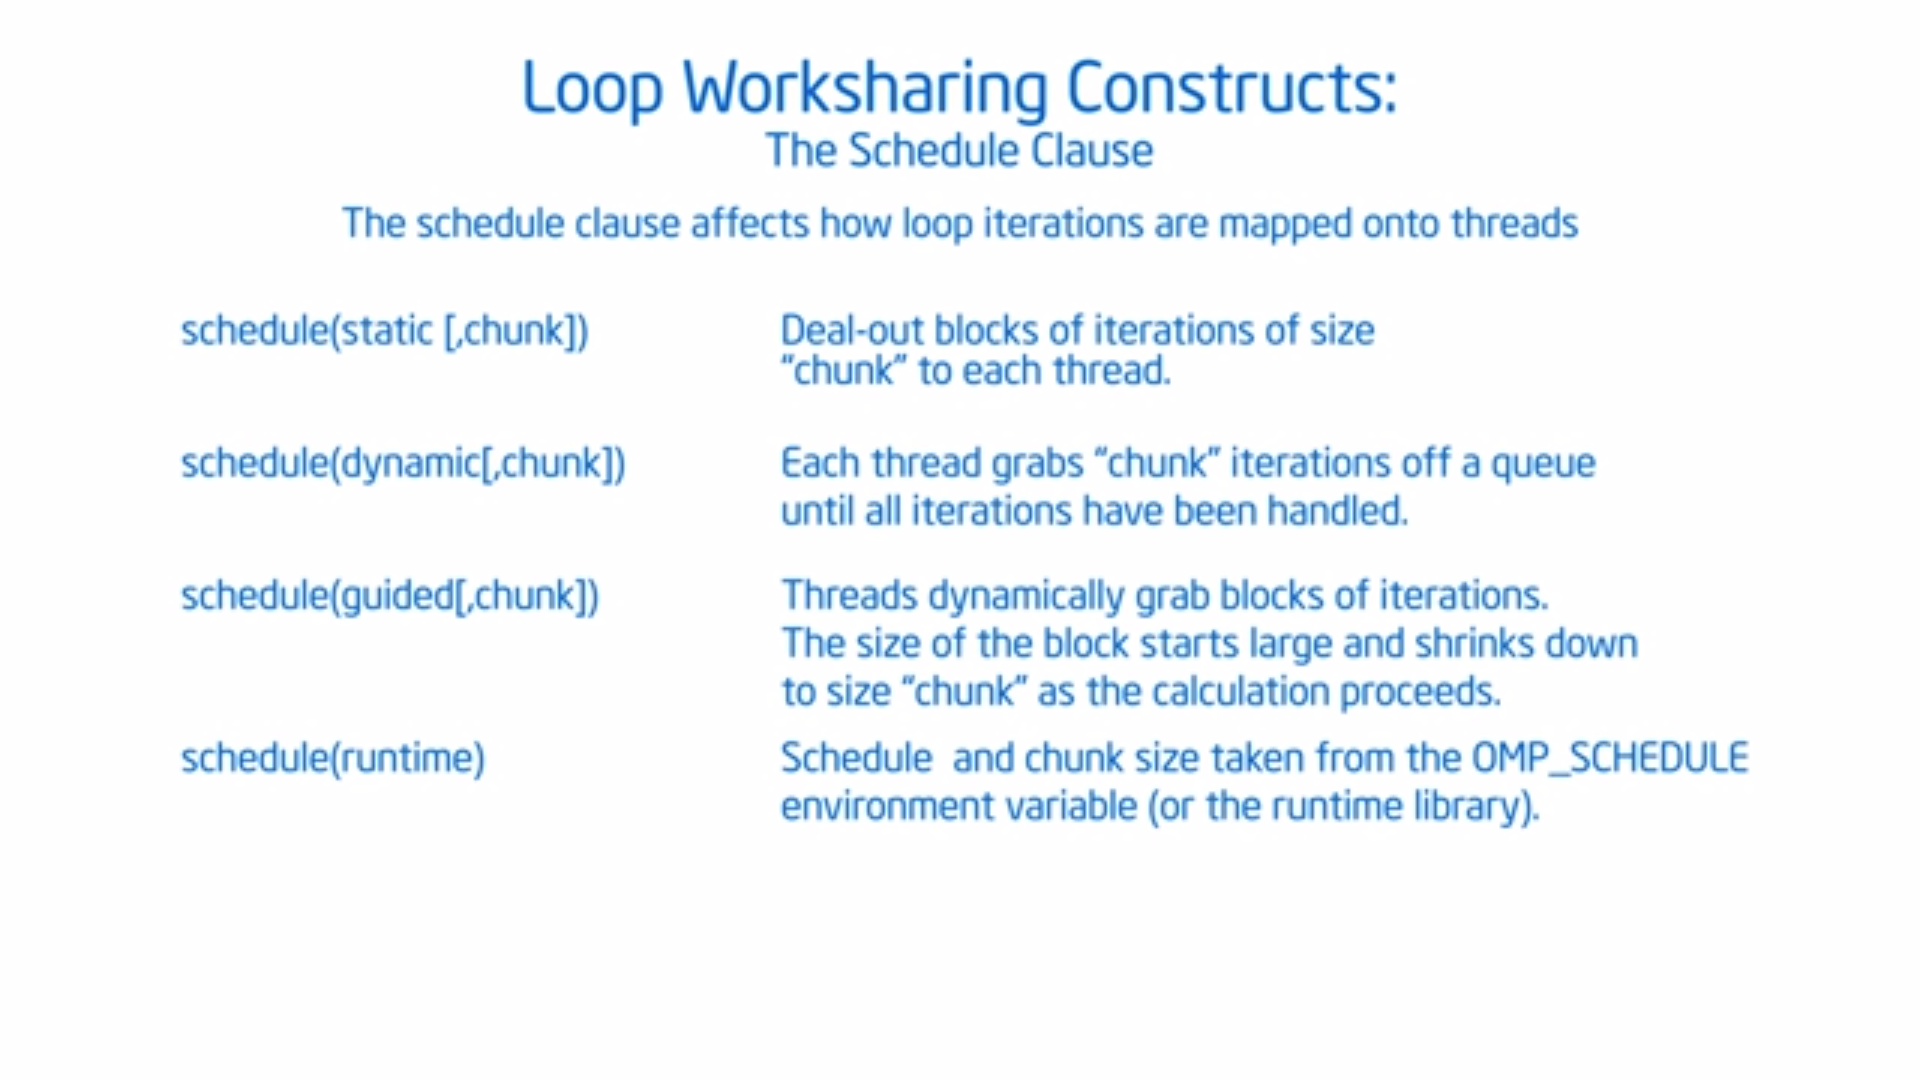 Loop Worksharing Constructs:
The Schedule Clause
The schedule clause affects how loop iterations are mapped onto threads
schedule(static [,chunk])
Deal-out blocks of iterations of size
“chunk” to each thread.
schedule(dynamic[,chunk])
Each thread grabs “chunk” iterations off a queue
until all iterations have been handled.
schedule(guided[,chunk])
Threads dynamically grab blocks of iterations.
The size of the block starts large and shrinks down
to size “chunk” as the calculation proceeds.
schedule(runtime)
Schedule  and chunk size taken from the OMP_SCHEDULE
environment variable (or the runtime library).